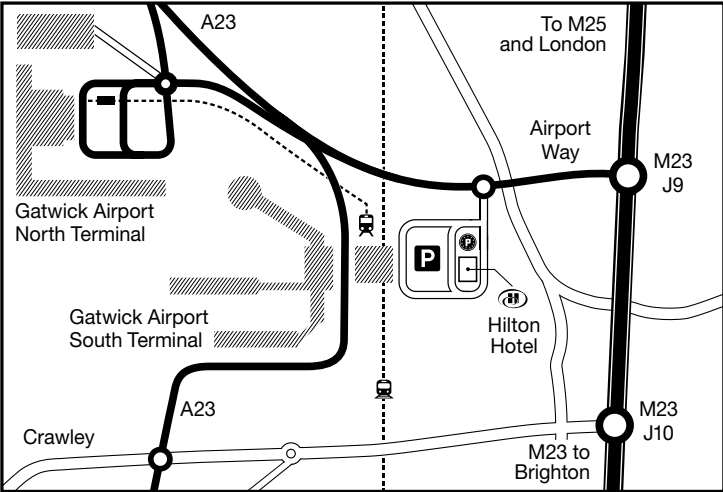 A23
To M25
and London
Airport
Way
M23
J9
Gatwick Airport
North Terminal
P
P
H
Hilton
Hotel
Gatwick Airport
South Terminal
A23
M23
J10
Crawley
M23 to
Brighton